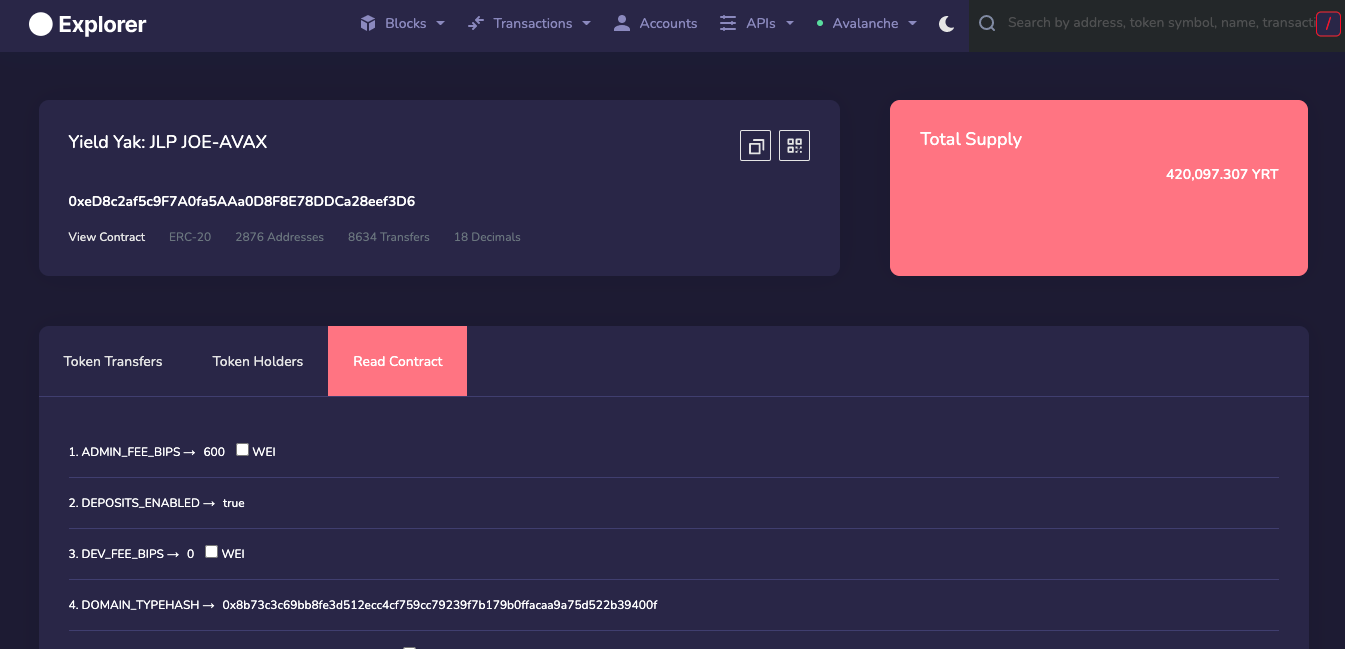 Explorer Blocks Transactions Accounts APIs Avalanche Search by address, token symbol, name, transacti /
Yield Yak: JLP JOE-AVAX
Total Supply
420,097.307 YRT
0xeD8c2af5c9F7A0fa5AAa0D8F8E78DDCa28eef3D6
View Contract ERC-20 2876 Addresses 8634 Transfers 18 Decimals
Token Transfers Token Holders Read Contract
1. ADMIN_FEE_BIPS → 600 WEI
2. DEPOSITS_ENABLED → true
3. DEV_FEE_BIPS → 0 WEI
4. DOMAIN_TYPEHASH → 0x8b73c3c69bb8fe3d512ecc4cf759cc79239f7b179b0ffacaa9a75d522b39400f